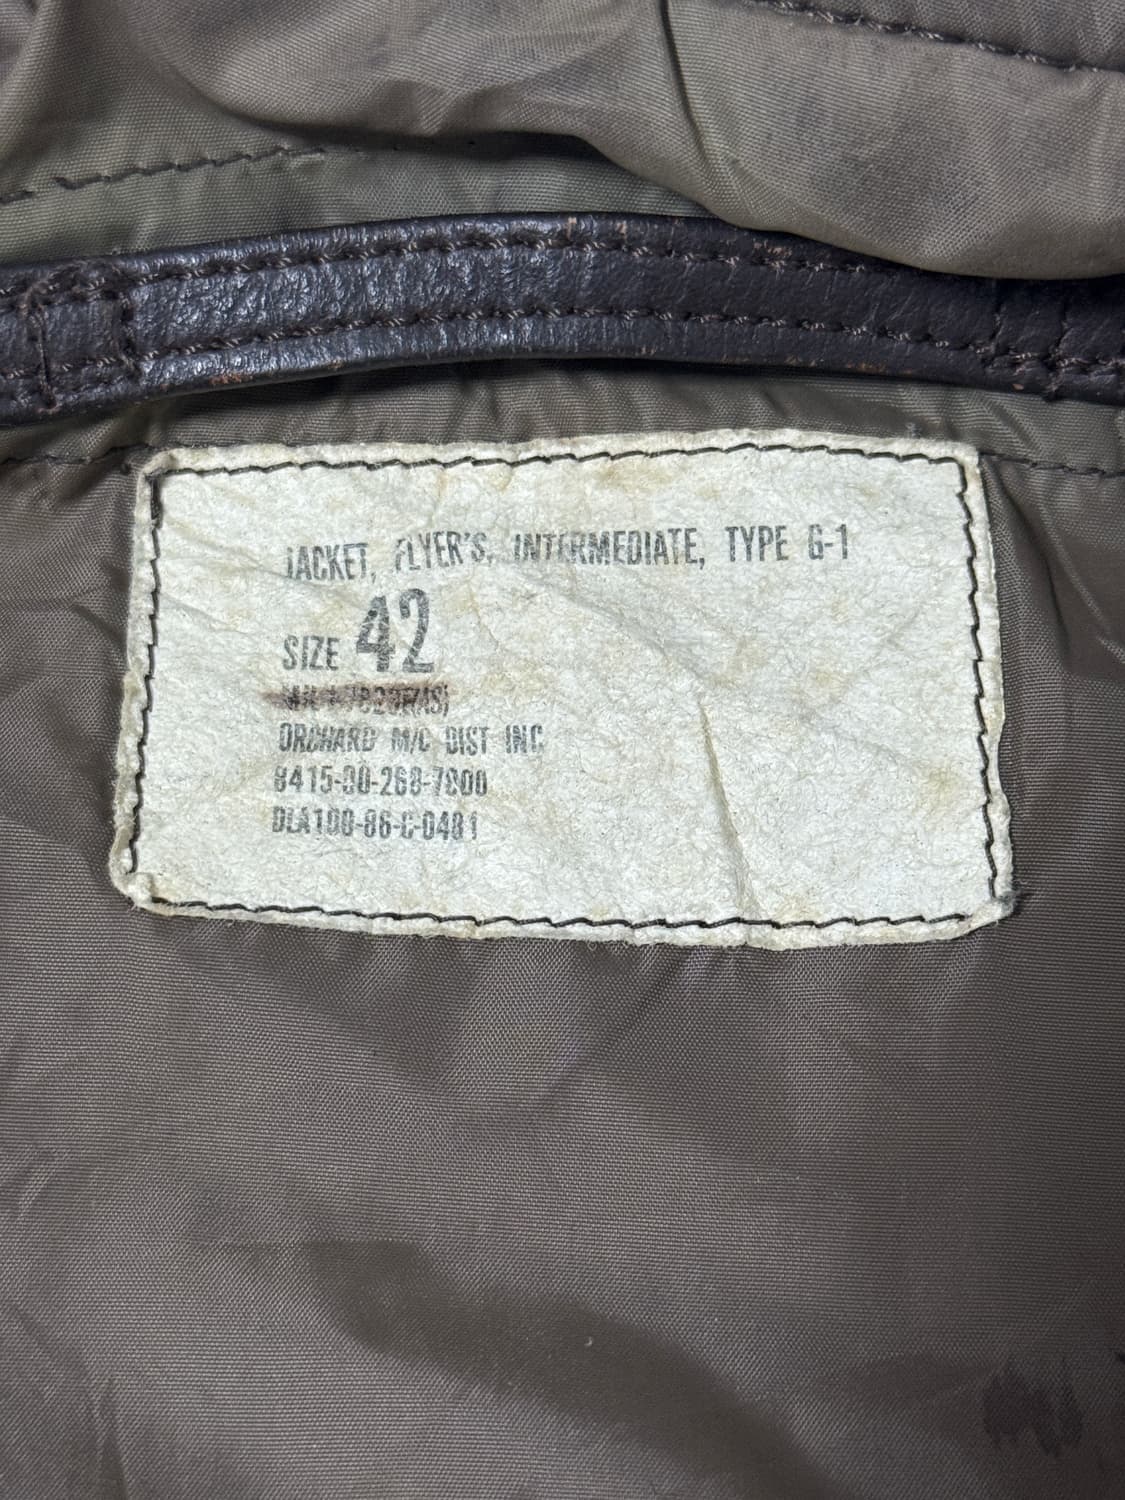 JACKET, FLYER'S, INTERMEDIATE, TYPE G-1
SIZE 42
ORCHARD M/C DIST INC
8415-00-268-7800
DLA100-86-C-0481